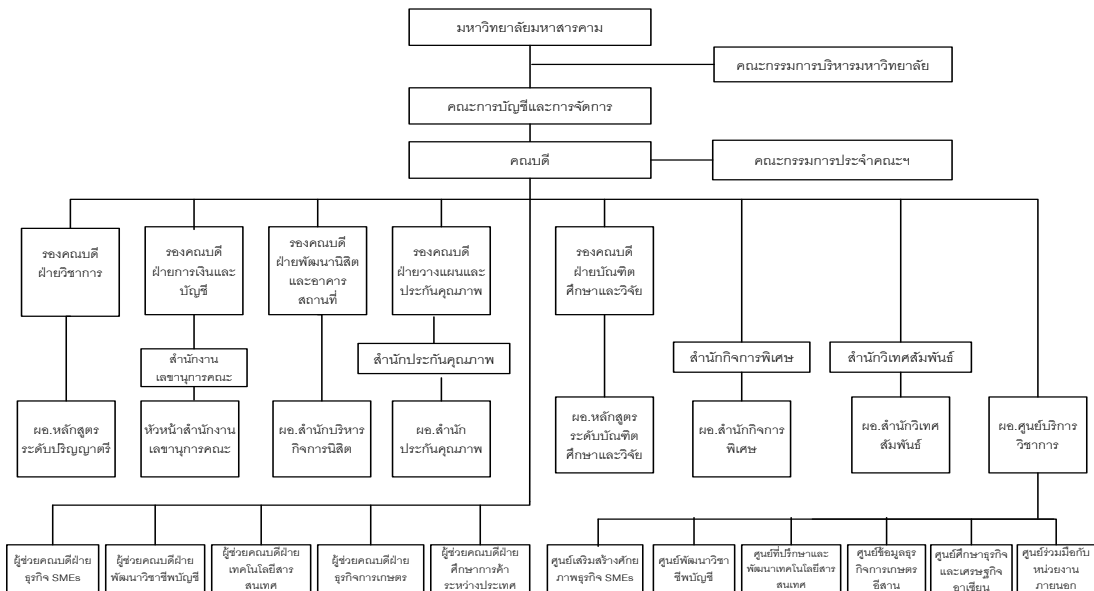 มหาวิทยาลัยมหาสารคาม
คณะกรรมการบริหารมหาวิทยาลัย
คณะการบัญชีและการจัดการ
คณบดี
คณะกรรมการประจำคณะฯ
รองคณบดี
ฝ่ายวิชาการ
รองคณบดี
ฝ่ายการเงินและ
บัญชี
รองคณบดี
ฝ่ายพัฒนานิสิต
และอาคาร
สถานที่
รองคณบดี
ฝ่ายวางแผนและ
ประกันคุณภาพ
รองคณบดี
ฝ่ายบัณฑิต
ศึกษาและวิจัย
สำนักงาน
เลขานุการคณะ
สำนักประกันคุณภาพ
สำนักกิจการพิเศษ
สำนักวิเทศสัมพันธ์
ผอ.หลักสูตร
ระดับปริญญาตรี
หัวหน้าสำนักงาน
เลขานุการคณะ
ผอ.สำนักบริหาร
กิจการนิสิต
ผอ.สำนัก
ประกันคุณภาพ
ผอ.หลักสูตร
ระดับบัณฑิต
ศึกษาและวิจัย
ผอ.สำนักกิจการ
พิเศษ
ผอ.สำนักวิเทศ
สัมพันธ์
ผอ.ศูนย์บริการ
วิชาการ
ผู้ช่วยคณบดีฝ่าย
ธุรกิจ SMEs
ผู้ช่วยคณบดีฝ่าย
พัฒนาวิชาชีพบัญชี
ผู้ช่วยคณบดีฝ่าย
เทคโนโลยีสาร
สนเทศ
ผู้ช่วยคณบดีฝ่าย
ธุรกิจการเกษตร
ผู้ช่วยคณบดีฝ่าย
ศึกษาการค้า
ระหว่างประเทศ
ศูนย์เสริมสร้างศักย
ภาพธุรกิจ SMEs
ศูนย์พัฒนาวิชา
ชีพบัญชี
ศูนย์ที่ปรึกษาและ
พัฒนาเทคโนโลยีสาร
สนเทศ
ศูนย์ข้อมูลธุร
กิจการเกษตร
อีสาน
ศูนย์ศึกษาธุรกิจ
และเศรษฐกิจ
อาเซียน
ศูนย์ร่วมมือกับ
หน่วยงาน
ภายนอก